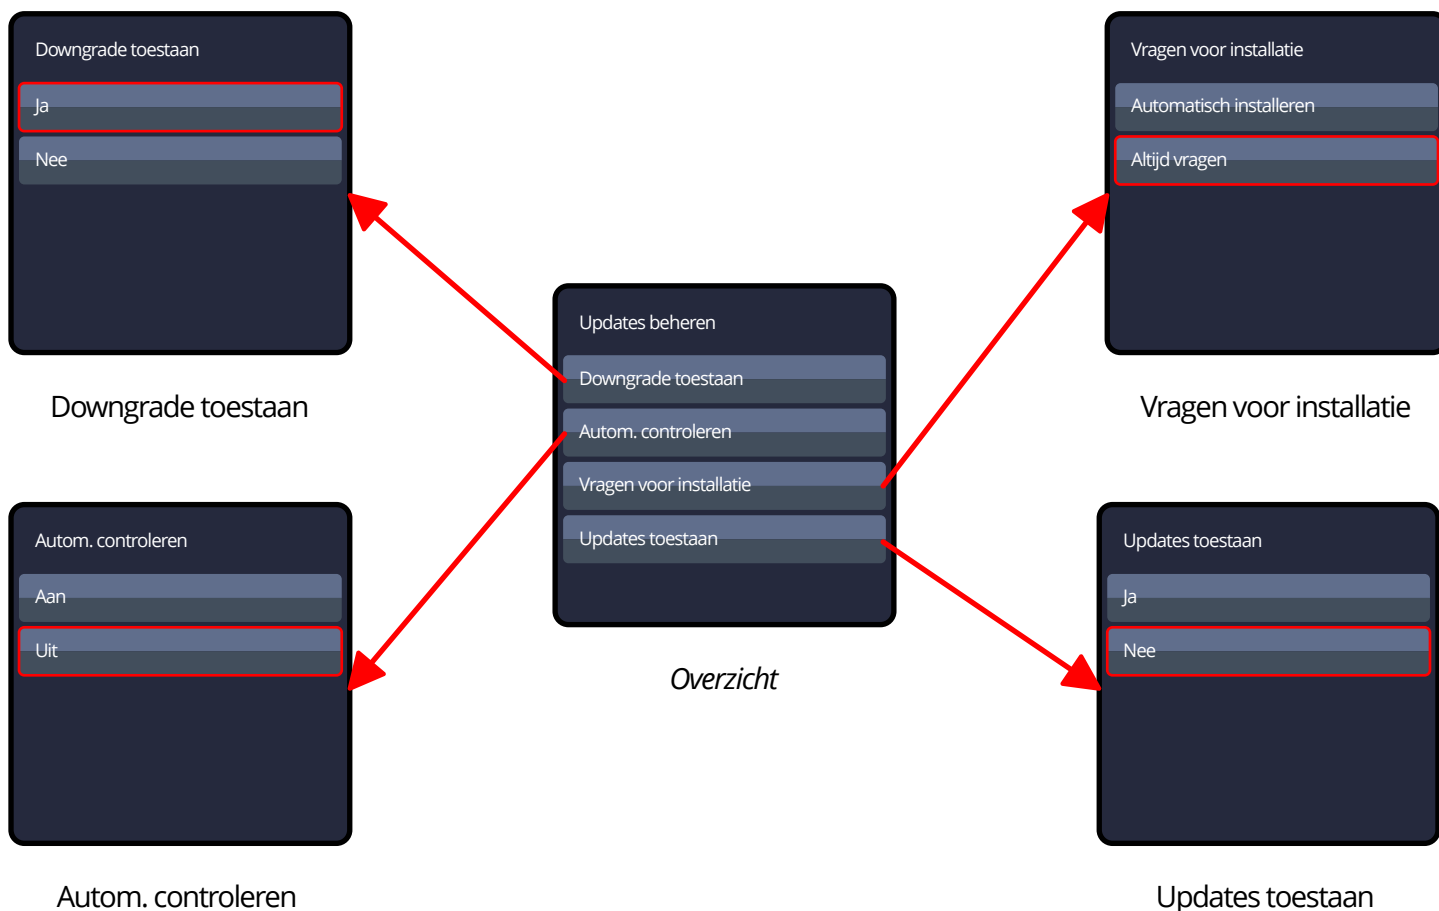 Downgrade toestaan
Ja
Nee
Downgrade toestaan
Vragen voor installatie
Automatisch installeren
Altijd vragen
Vragen voor installatie
Updates beheren
Downgrade toestaan
Autom. controleren
Vragen voor installatie
Updates toestaan
Overzicht
Autom. controleren
Aan
Uit
Autom. controleren
Updates toestaan
Ja
Nee
Updates toestaan